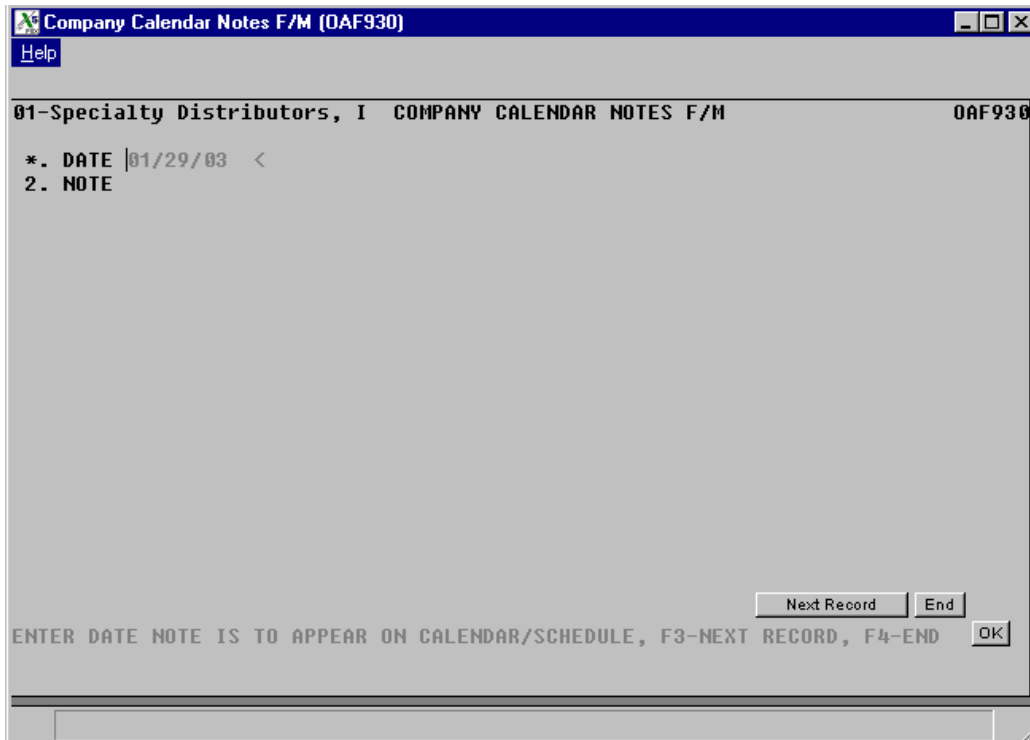 Company Calendar Notes F/M (OAF930)
Help
01-Specialty Distributors, I COMPANY CALENDAR NOTES F/M OAF930
*. DATE 01/29/03 <
2. NOTE
Next Record End
ENTER DATE NOTE IS TO APPEAR ON CALENDAR/SCHEDULE, F3-NEXT RECORD, F4-END OK